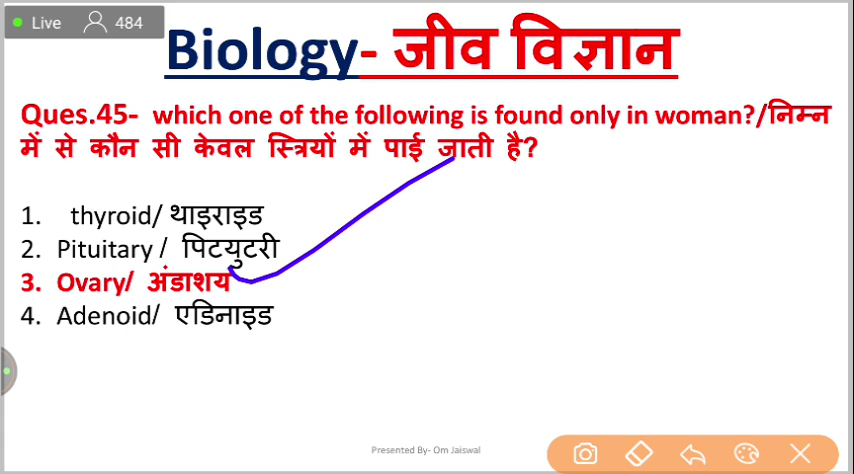 Live 484
Biology- जीव विज्ञान
Ques.45- which one of the following is found only in woman?/निम्न
में से कौन सी केवल स्त्रियों में पाई जाती है?
1. thyroid/ थाइराइड
2. Pituitary / पिटयुटरी
3. Ovary/ अंडाशय
4. Adenoid/ एडिनाइड
Presented By- Om Jaiswal